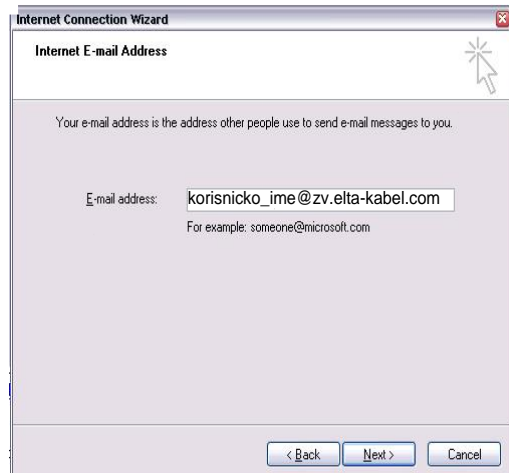 Internet Connection Wizard
Internet E-mail Address
Your e-mail address is the address other people use to send e-mail messages to you.
E-mail address: korisnicko_ime@zv.elta-kabel.com
For example: someone@microsoft.com
< Back Next > Cancel